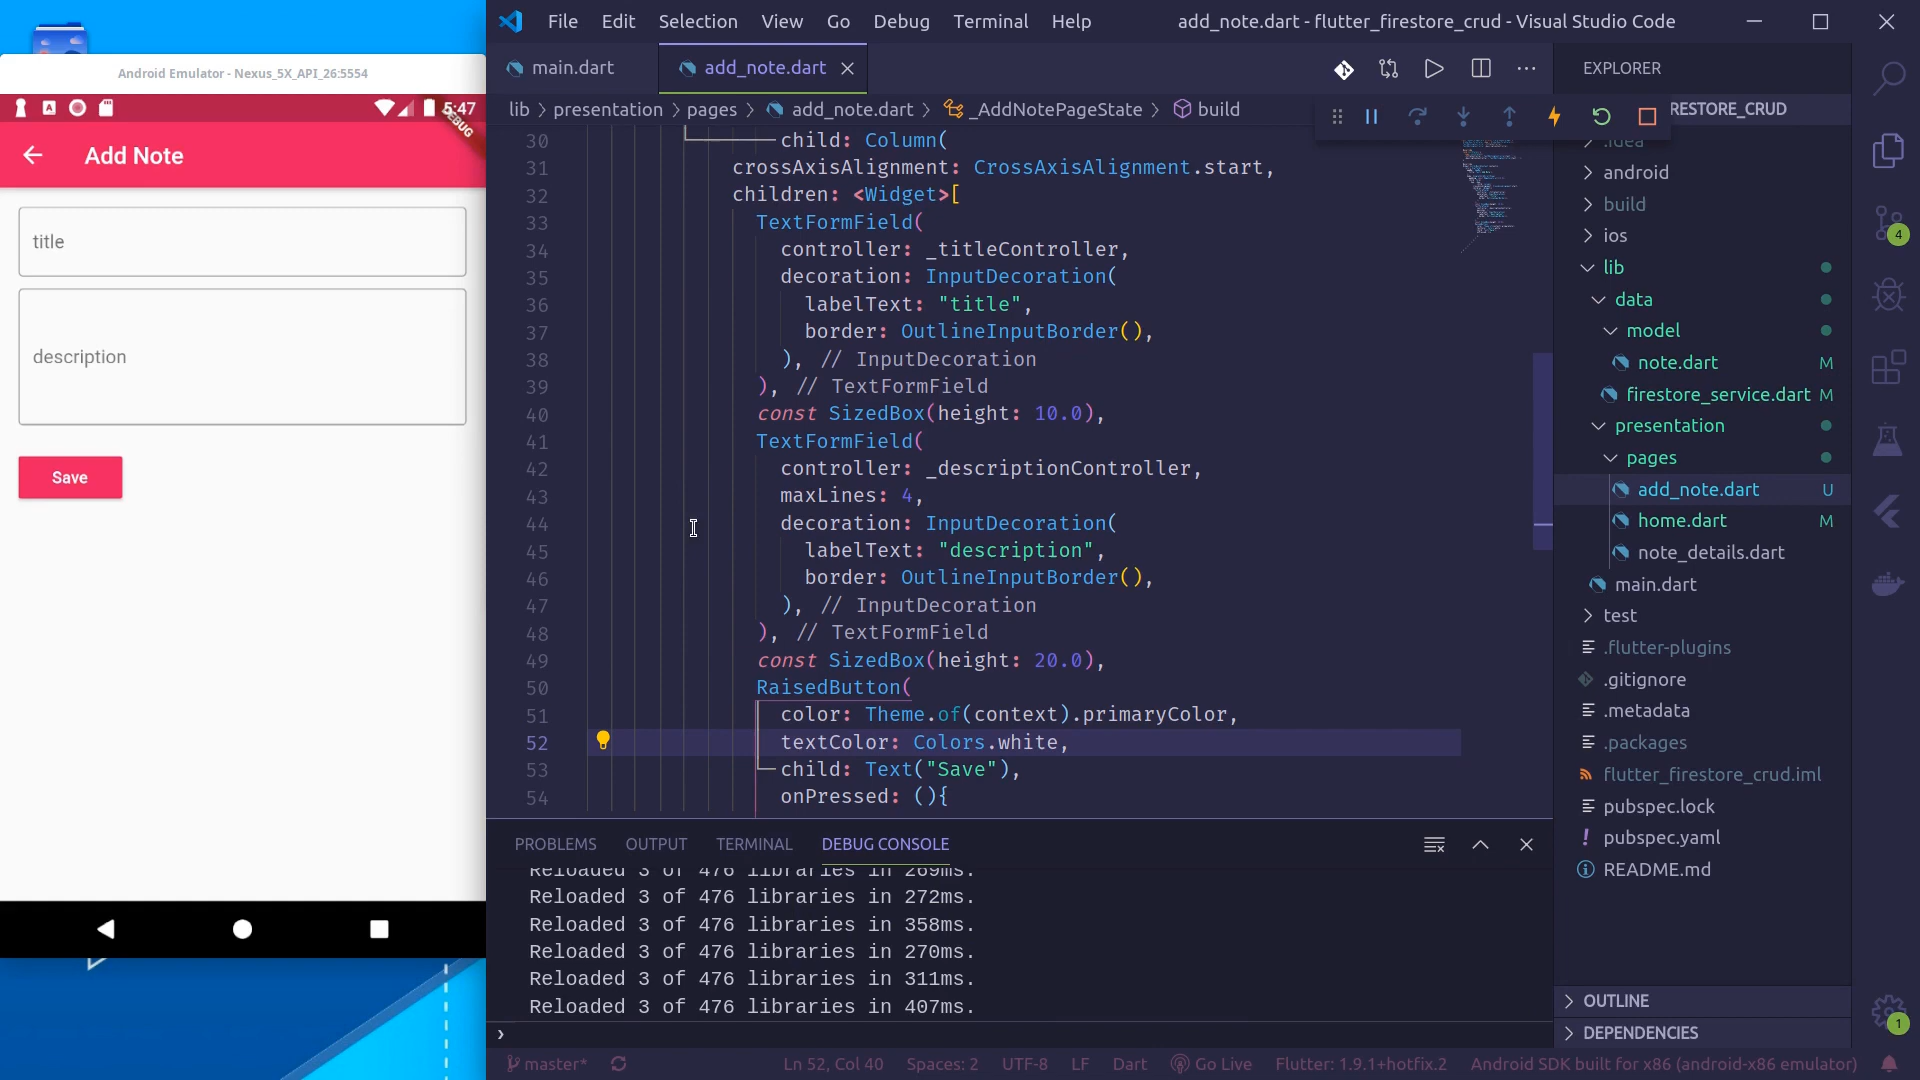 File Edit Selection View Go Debug Terminal Help
add_note.dart - flutter_firestore_crud - Visual Studio Code
Android Emulator - Nexus_5X_API_26:5554
5:47
DEBUG
Add Note
title
description
Save
main.dart
add_note.dart
lib > presentation > pages > add_note.dart > _AddNotePageState > build
30 child: Column(
31 crossAxisAlignment: CrossAxisAlignment.start,
32 children: <Widget>[
33 TextFormField(
34 controller: _titleController,
35 decoration: InputDecoration(
36 labelText: "title",
37 border: OutlineInputBorder(),
38 ), // InputDecoration
39 ), // TextFormField
40 const SizedBox(height: 10.0),
41 TextFormField(
42 controller: _descriptionController,
43 maxLines: 4,
44 decoration: InputDecoration(
45 labelText: "description",
46 border: OutlineInputBorder(),
47 ), // InputDecoration
48 ), // TextFormField
49 const SizedBox(height: 20.0),
50 RaisedButton(
51 color: Theme.of(context).primaryColor,
52 textColor: Colors.white,
53 child: Text("Save"),
54 onPressed: (){
PROBLEMS OUTPUT TERMINAL DEBUG CONSOLE
Reloaded 3 of 476 libraries in 269ms.
Reloaded 3 of 476 libraries in 272ms.
Reloaded 3 of 476 libraries in 358ms.
Reloaded 3 of 476 libraries in 270ms.
Reloaded 3 of 476 libraries in 311ms.
Reloaded 3 of 476 libraries in 407ms.
EXPLORER
RESTORE_CRUD
.idea
android
build
ios
lib
data
model
note.dart M
firestore_service.dart M
presentation
pages
add_note.dart U
home.dart M
note_details.dart
main.dart
test
.flutter-plugins
.gitignore
.metadata
.packages
flutter_firestore_crud.iml
pubspec.lock
pubspec.yaml
README.md
OUTLINE
DEPENDENCIES
4
1
master* Ln 52, Col 40 Spaces: 2 UTF-8 LF Dart Go Live Flutter: 1.9.1+hotfix.2 Android SDK built for x86 (android-x86 emulator)